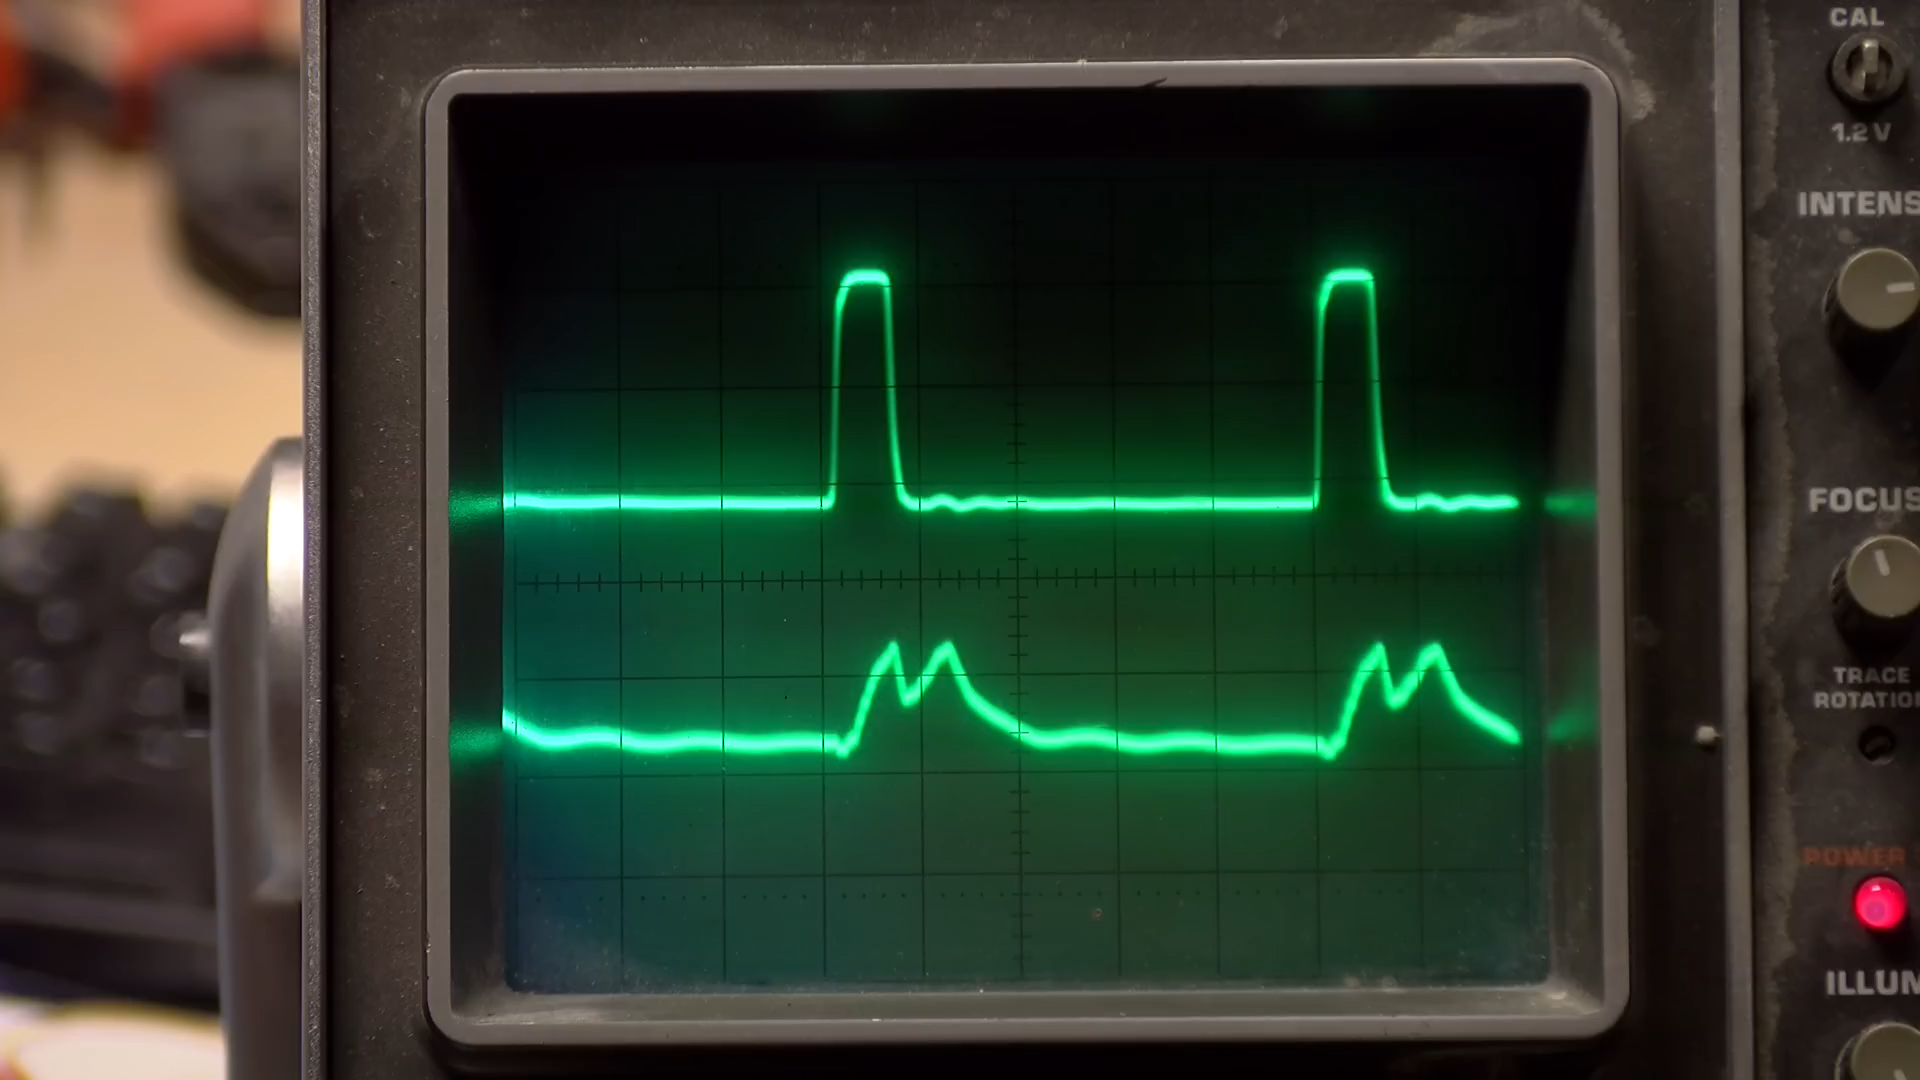 CAL
1.2 V
INTENS
FOCUS
TRACE
ROTATION
POWER
ILLUM